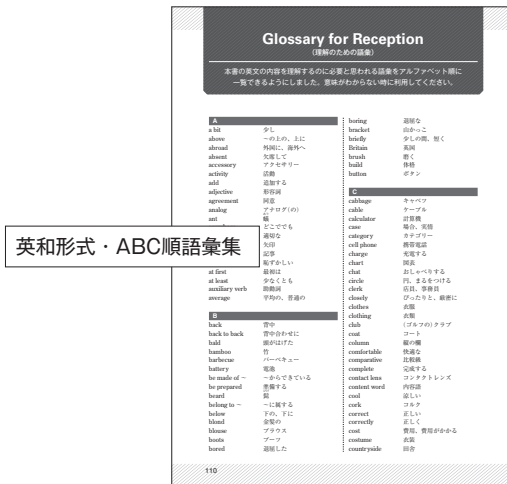 Glossary for Reception
（理解のための語彙）
本書の英文の内容を理解するのに必要と思われる語彙をアルファベット順に
一覧できるようにしました。意味がわからない時に利用してください。
A
a bit 少し
above ～の上の、上に
abroad 外国に、海外へ
absent 欠席して
accessory アクセサリー
activity 活動
add 追加する
adjective 形容詞
agreement 同意
analog アナログ(の)
ant 蟻
どこでも
適切な
矢印
記事
恥ずかしい
at first 最初は
at least 少なくとも
auxiliary verb 助動詞
average 平均の、普通の
B
back 背中
back to back 背中合わせに
bald 頭がはげた
bamboo 竹
barbecue バーベキュー
battery 電池
be made of ～ ～からできている
be prepared 準備する
beard 髭
belong to ～ ～に属する
below 下の、下に
blond 金髪の
blouse ブラウス
boots ブーツ
bored 退屈した
boring 退屈な
bracket 山かっこ
briefly 少しの間、短く
Britain 英国
brush 磨く
build 体格
button ボタン
C
cabbage キャベツ
cable ケーブル
calculator 計算機
case 場合、実情
category カテゴリー
cell phone 携帯電話
charge 充電する
chart 図表
chat おしゃべりする
circle 円、まるをつける
clerk 店員、事務員
closely ぴったりと、厳密に
clothes 衣服
clothing 衣類
club （ゴルフの）クラブ
coat コート
column 縦の欄
comfortable 快適な
comparative 比較級
complete 完成する
contact lens コンタクトレンズ
content word 内容語
cool 涼しい
cork コルク
correct 正しい
correctly 正しく
cost 費用、費用がかかる
costume 衣装
countryside 田舎
英和形式・ABC順語彙集
110